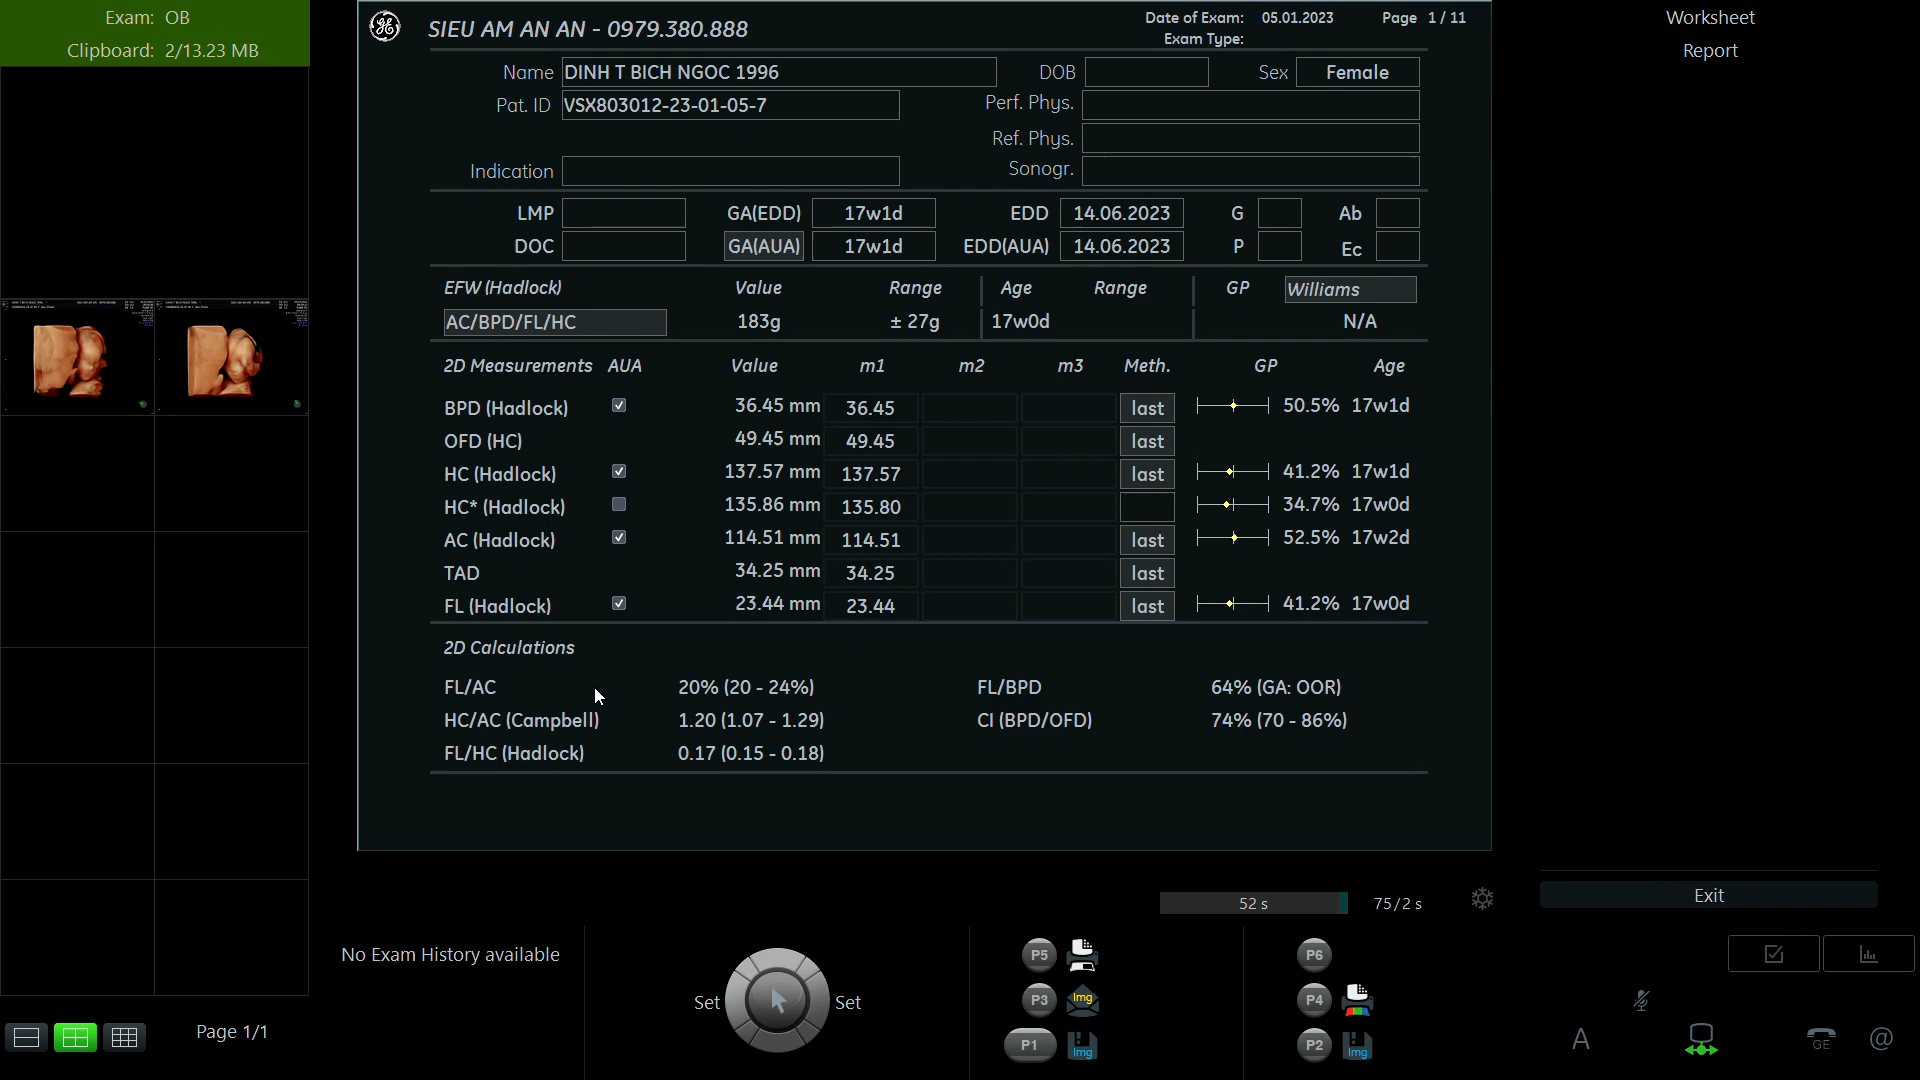 Exam: OB
Clipboard: 2/13.23 MB
SIEU AM AN AN - 0979.380.888
Date of Exam: 05.01.2023 Page 1 / 11
Exam Type:
Name DINH T BICH NGOC 1996 DOB Sex Female
Pat. ID VSX803012-23-01-05-7 Perf. Phys.
Ref. Phys.
Indication Sonogr.
LMP GA(EDD) 17w1d EDD 14.06.2023 G Ab
DOC GA(AUA) 17w1d EDD(AUA) 14.06.2023 P Ec
EFW (Hadlock) Value Range Age Range GP Williams
AC/BPD/FL/HC 183g ± 27g 17w0d N/A
2D Measurements AUA Value m1 m2 m3 Meth. GP Age
BPD (Hadlock) 36.45 mm 36.45 last 50.5% 17w1d
OFD (HC) 49.45 mm 49.45 last
HC (Hadlock) 137.57 mm 137.57 last 41.2% 17w1d
HC* (Hadlock) 135.86 mm 135.80 34.7% 17w0d
AC (Hadlock) 114.51 mm 114.51 last 52.5% 17w2d
TAD 34.25 mm 34.25 last
FL (Hadlock) 23.44 mm 23.44 last 41.2% 17w0d
2D Calculations
FL/AC 20% (20 - 24%) FL/BPD 64% (GA: OOR)
HC/AC (Campbell) 1.20 (1.07 - 1.29) CI (BPD/OFD) 74% (70 - 86%)
FL/HC (Hadlock) 0.17 (0.15 - 0.18)
Worksheet
Report
52 s 75/2 s
Exit
No Exam History available
Set Set
P5 P6
P3 Img P4
P1 Img P2 Img
Page 1/1
A GE @